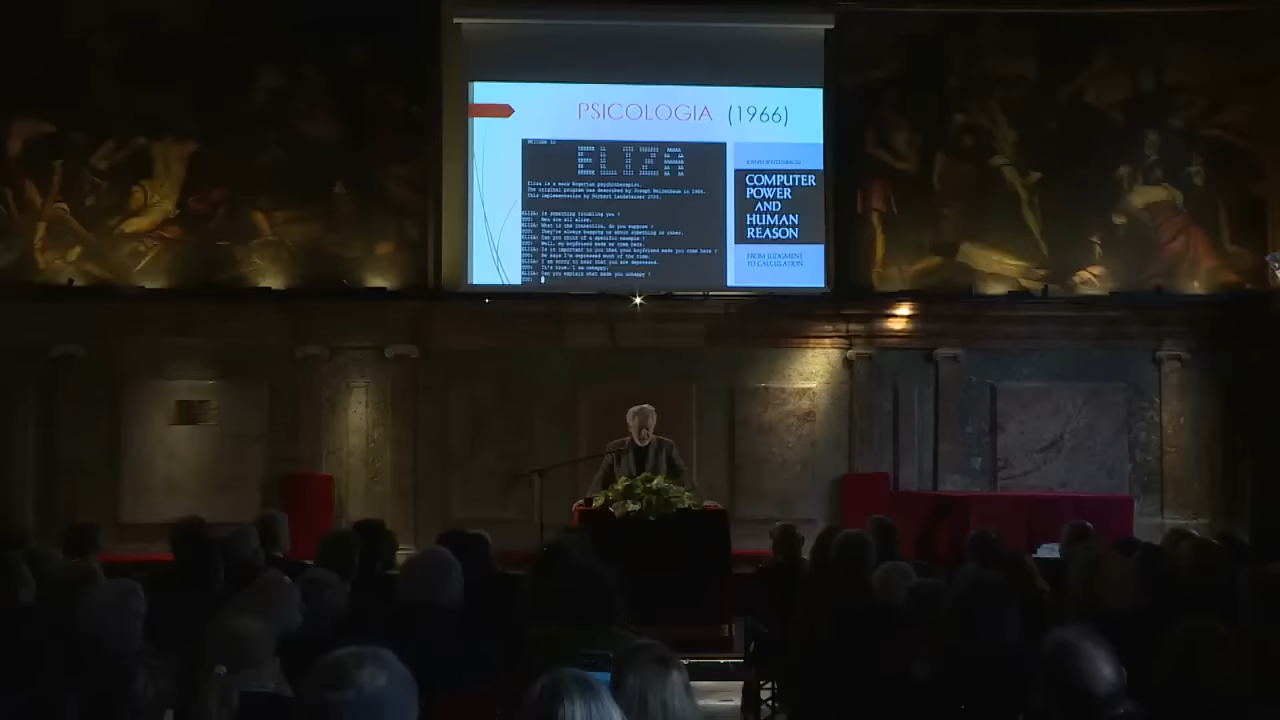 PSICOLOGIA (1966)
Welcome to
ELIZA
Eliza is a mock Rogerian psychotherapist.
The original program was described by Joseph Weizenbaum in 1966.
This implementation by Norbert Landsteiner 2005.
ELIZA: Is something troubling you ?
YOU: Men are all alike.
ELIZA: What is the connection, do you suppose ?
YOU: They're always bugging us about something or other.
ELIZA: Can you think of a specific example ?
YOU: Well, my boyfriend made me come here.
ELIZA: Is it important to you that your boyfriend made you come here ?
YOU: He says I'm depressed much of the time.
ELIZA: I am sorry to hear that you are depressed.
YOU: It's true. I am unhappy.
ELIZA: Can you explain what made you unhappy ?
YOU:
JOSEPH WEIZENBAUM
COMPUTER
POWER
AND
HUMAN
REASON
FROM JUDGMENT
TO CALCULATION